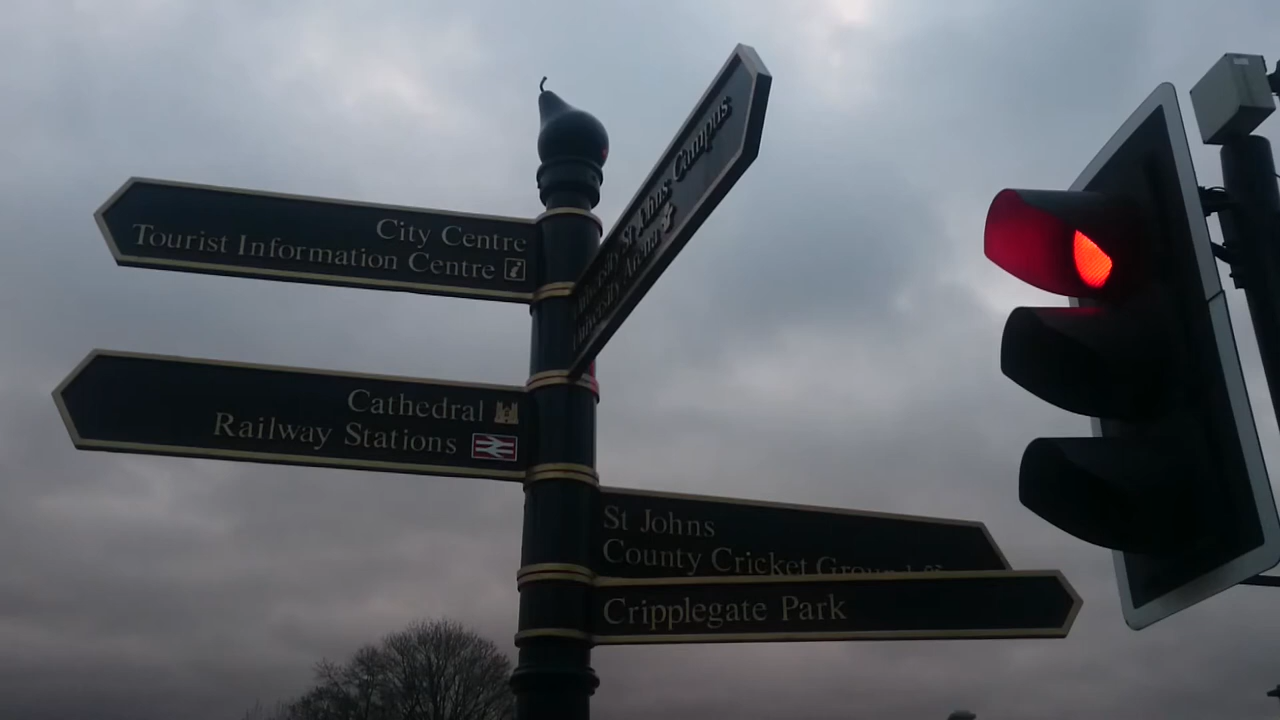 City Centre
Tourist Information Centre
University St Johns Campus
University Arena
Cathedral
Railway Stations
St Johns
County Cricket Ground
Cripplegate Park